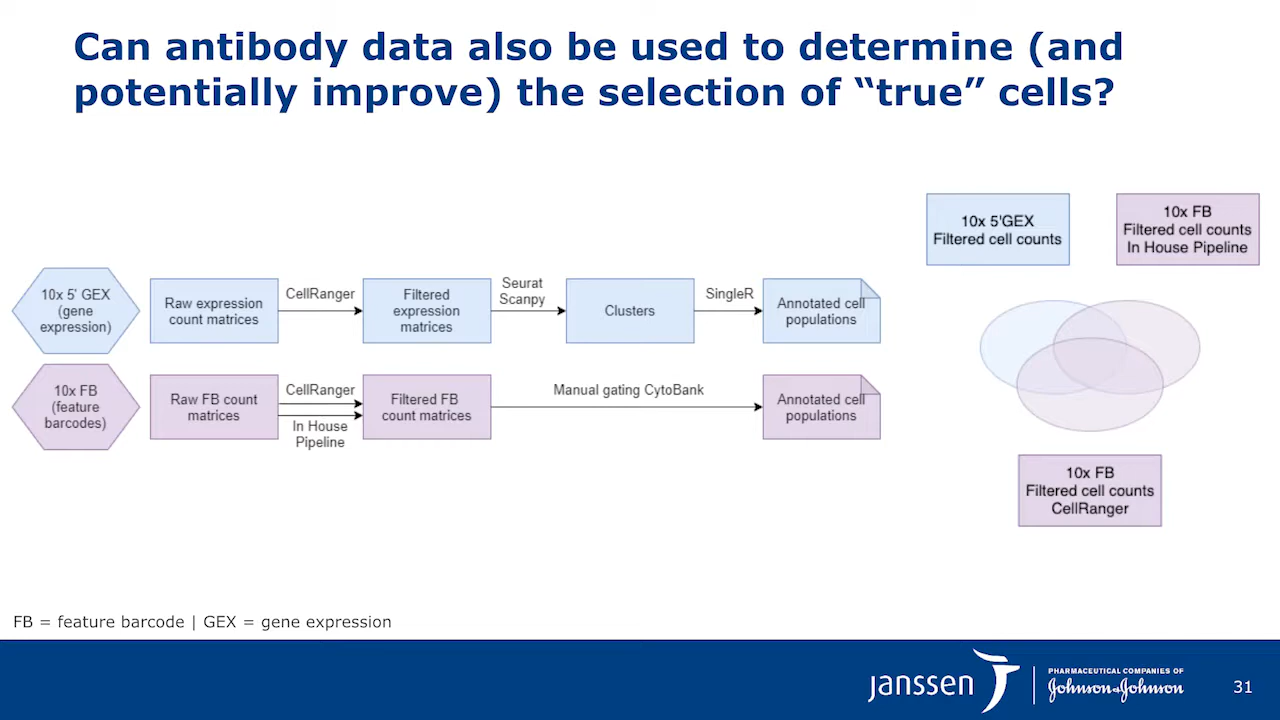 Can antibody data also be used to determine (and
potentially improve) the selection of “true” cells?
10x 5' GEX
(gene
expression)
Raw expression
count matrices
CellRanger
Filtered
expression
matrices
Seurat
Scanpy
Clusters
SingleR
Annotated cell
populations
10x FB
(feature
barcodes)
Raw FB count
matrices
CellRanger
In House
Pipeline
Filtered FB
count matrices
Manual gating CytoBank
Annotated cell
populations
10x 5'GEX
Filtered cell counts
10x FB
Filtered cell counts
In House Pipeline
10x FB
Filtered cell counts
CellRanger
FB = feature barcode | GEX = gene expression
janssen
PHARMACEUTICAL COMPANIES OF
Johnson & Johnson
31